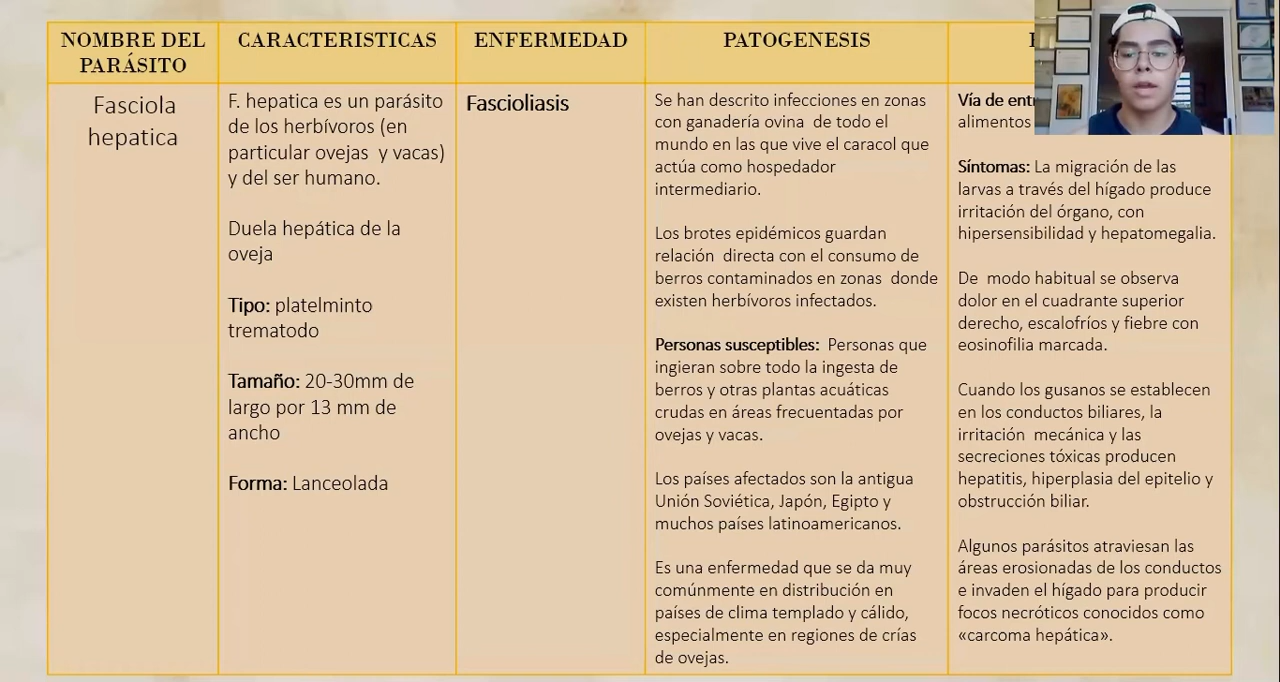 NOMBRE DEL
PARÁSITO
CARACTERISTICAS
ENFERMEDAD
PATOGENESIS
Fasciola
hepatica
F. hepatica es un parásito
de los herbívoros (en
particular ovejas y vacas)
y del ser humano.
Duela hepática de la
oveja
Tipo: platelminto
trematodo
Tamaño: 20-30mm de
largo por 13 mm de
ancho
Forma: Lanceolada
Fascioliasis
Se han descrito infecciones en zonas
con ganadería ovina de todo el
mundo en las que vive el caracol que
actúa como hospedador
intermediario.
Los brotes epidémicos guardan
relación directa con el consumo de
berros contaminados en zonas donde
existen herbívoros infectados.
Personas susceptibles: Personas que
ingieran sobre todo la ingesta de
berros y otras plantas acuáticas
crudas en áreas frecuentadas por
ovejas y vacas.
Los países afectados son la antigua
Unión Soviética, Japón, Egipto y
muchos países latinoamericanos.
Es una enfermedad que se da muy
comúnmente en distribución en
países de clima templado y cálido,
especialmente en regiones de crías
de ovejas.
Vía de
alimentos
Síntomas: La migración de las
larvas a través del hígado produce
irritación del órgano, con
hipersensibilidad y hepatomegalia.
De modo habitual se observa
dolor en el cuadrante superior
derecho, escalofríos y fiebre con
eosinofilia marcada.
Cuando los gusanos se establecen
en los conductos biliares, la
irritación mecánica y las
secreciones tóxicas producen
hepatitis, hiperplasia del epitelio y
obstrucción biliar.
Algunos parásitos atraviesan las
áreas erosionadas de los conductos
e invaden el hígado para producir
focos necróticos conocidos como
«carcoma hepática».